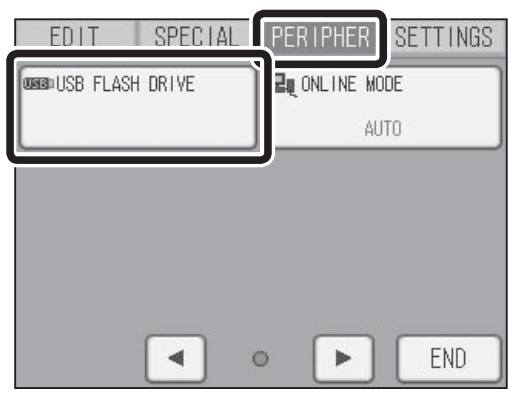 EDIT SPECIAL PERIPHER SETTINGS
USB USB FLASH DRIVE
ONLINE MODE
AUTO
END